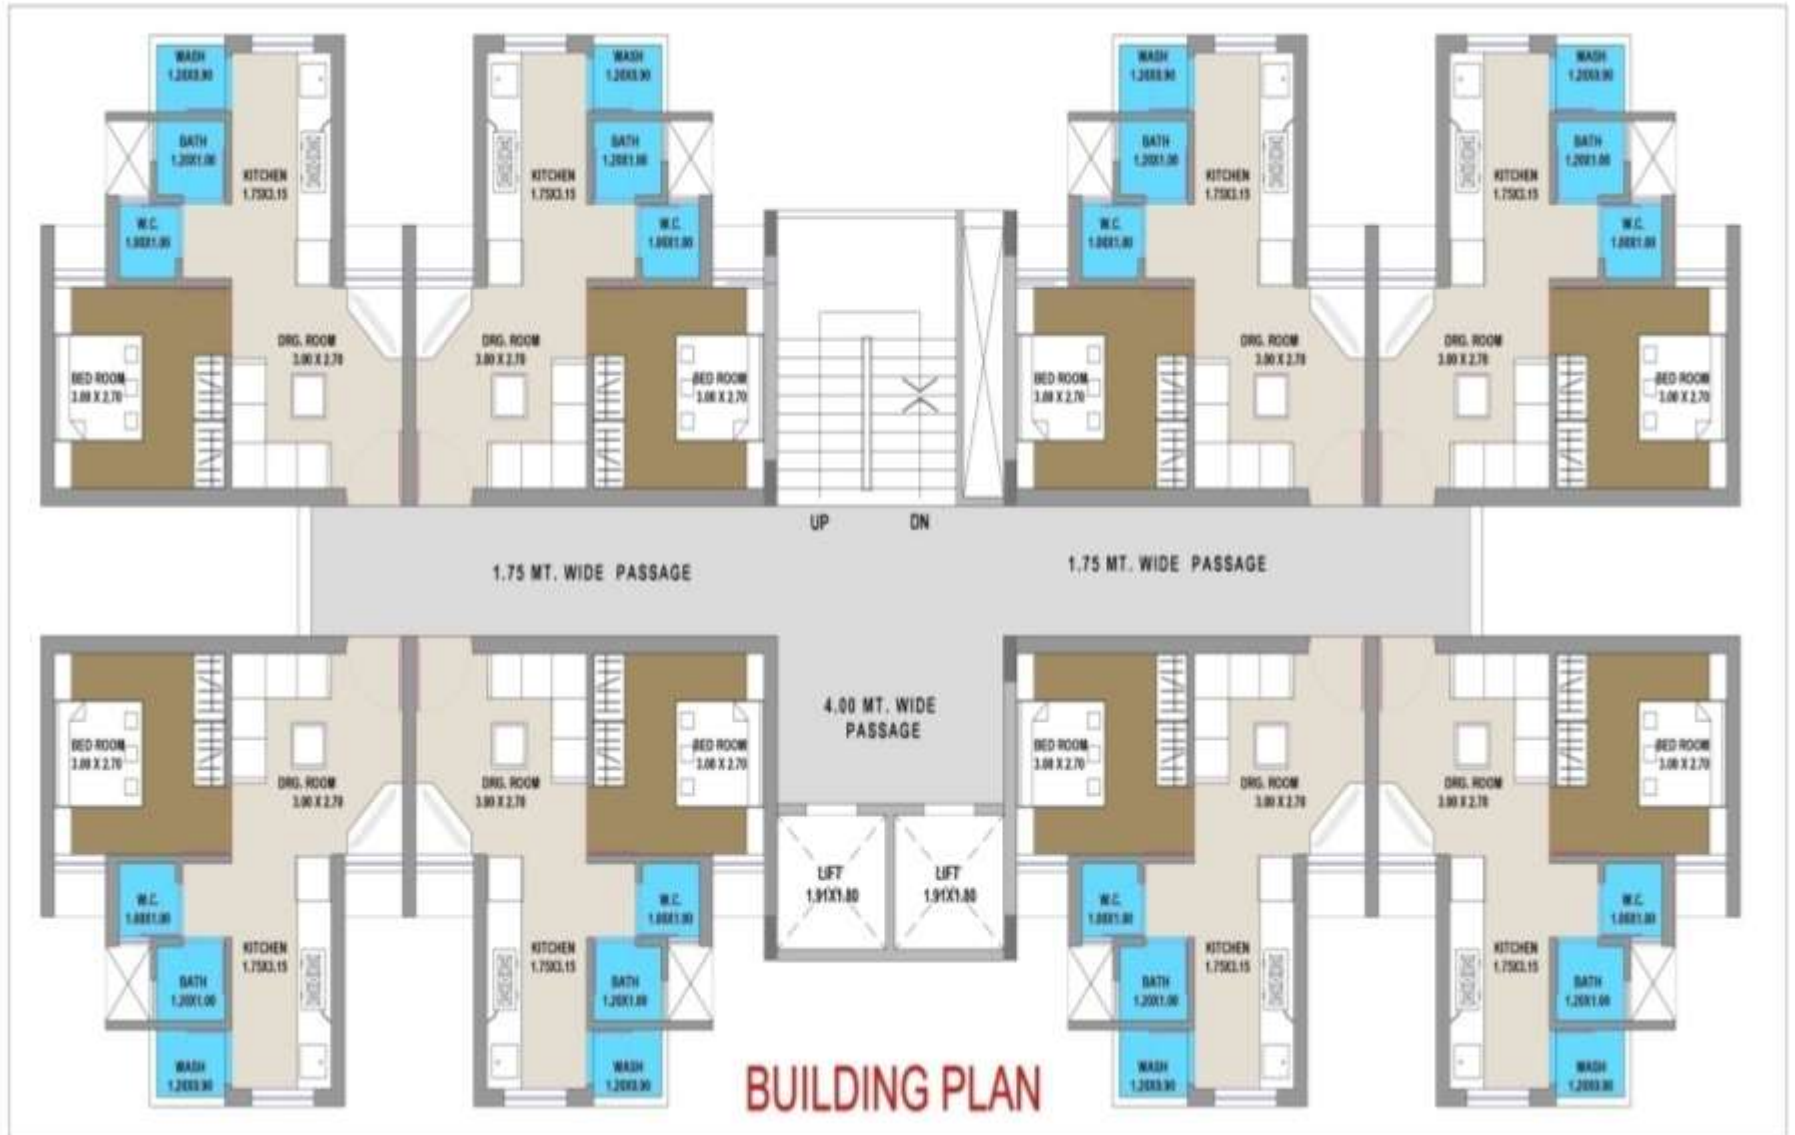 WASH
1.20X0.90
WASH
1.20X0.90
WASH
1.20X0.90
WASH
1.20X0.90
BATH
1.20X1.00
BATH
1.20X1.00
BATH
1.20X1.00
BATH
1.20X1.00
KITCHEN
1.75X3.15
KITCHEN
1.75X3.15
KITCHEN
1.75X3.15
KITCHEN
1.75X3.15
W.C.
1.00X1.00
W.C.
1.00X1.00
W.C.
1.00X1.00
W.C.
1.00X1.00
DRG. ROOM
3.00 X 2.70
DRG. ROOM
3.00 X 2.70
DRG. ROOM
3.00 X 2.70
DRG. ROOM
3.00 X 2.70
BED ROOM
3.00 X 2.70
BED ROOM
3.00 X 2.70
BED ROOM
3.00 X 2.70
BED ROOM
3.00 X 2.70
UP
DN
1.75 MT. WIDE PASSAGE
1.75 MT. WIDE PASSAGE
4.00 MT. WIDE
PASSAGE
BED ROOM
3.00 X 2.70
BED ROOM
3.00 X 2.70
BED ROOM
3.00 X 2.70
BED ROOM
3.00 X 2.70
DRG. ROOM
3.00 X 2.70
DRG. ROOM
3.00 X 2.70
DRG. ROOM
3.00 X 2.70
DRG. ROOM
3.00 X 2.70
LIFT
1.91X1.80
LIFT
1.91X1.80
W.C.
1.00X1.00
W.C.
1.00X1.00
W.C.
1.00X1.00
W.C.
1.00X1.00
KITCHEN
1.75X3.15
KITCHEN
1.75X3.15
KITCHEN
1.75X3.15
KITCHEN
1.75X3.15
BATH
1.20X1.00
BATH
1.20X1.00
BATH
1.20X1.00
BATH
1.20X1.00
WASH
1.20X0.90
WASH
1.20X0.90
WASH
1.20X0.90
WASH
1.20X0.90
BUILDING PLAN